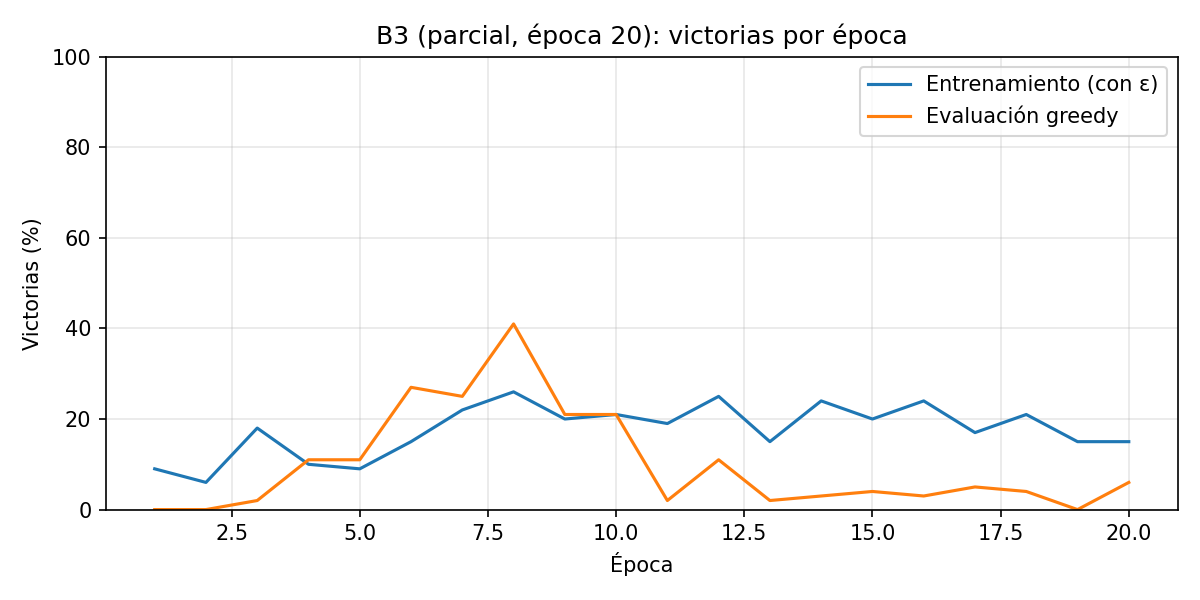 B3 (parcial, época 20): victorias por época
Entrenamiento (con ε)
Evaluación greedy
Victorias (%)
100
80
60
40
20
0
2.5 5.0 7.5 10.0 12.5 15.0 17.5 20.0
Época